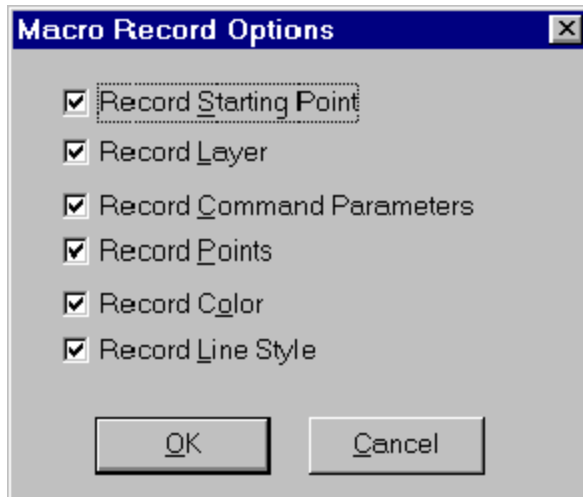 Macro Record Options
Record Starting Point
Record Layer
Record Command Parameters
Record Points
Record Color
Record Line Style
OK Cancel